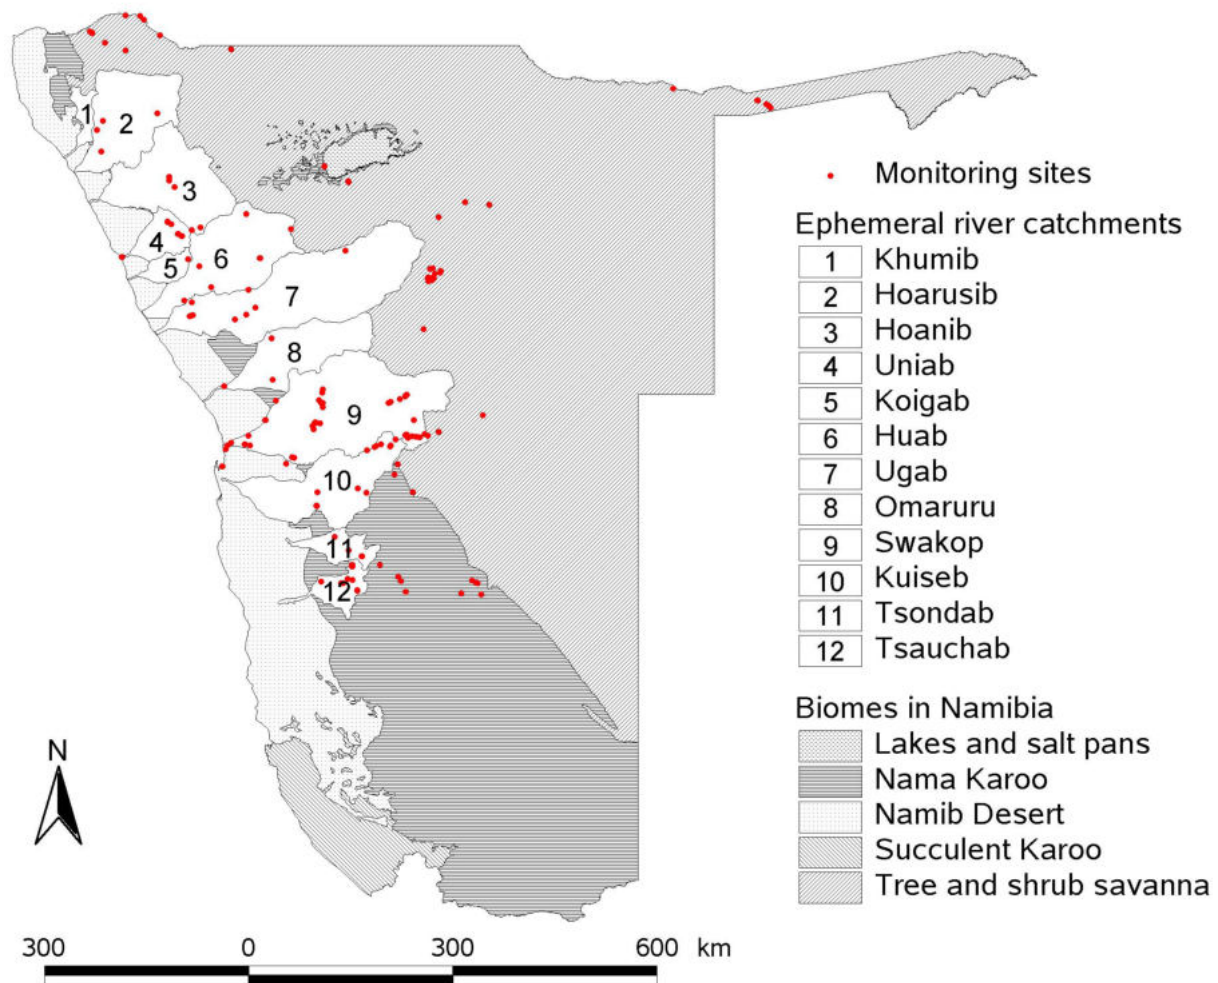 1
2
3
4
5
6
7
8
9
10
11
12
Monitoring sites
Ephemeral river catchments
1 Khumib
2 Hoarusib
3 Hoanib
4 Uniab
5 Koigab
6 Huab
7 Ugab
8 Omaruru
9 Swakop
10 Kuiseb
11 Tsondab
12 Tsauchab
Biomes in Namibia
Lakes and salt pans
Nama Karoo
Namib Desert
Succulent Karoo
Tree and shrub savanna
N
300 0 300 600 km